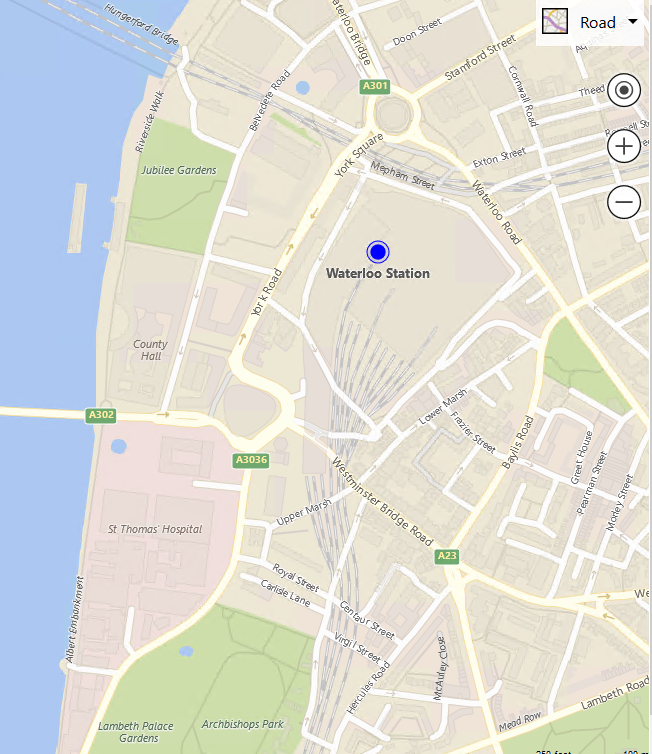 Road
Hungerford Bridge
Waterloo Bridge
Doon Street
Stamford Street
Cornwall Road
A301
Belvedere Road
Riverside Walk
York Square
Exton Street
Mepham Street
Jubilee Gardens
Waterloo Road
Waterloo Station
York Road
County
Hall
A302
Lower Marsh
Frazier Street
Baylis Road
Greet House
Pearman Street
Morley Street
A3036
Westminster Bridge Road
Upper Marsh
St Thomas' Hospital
A23
Royal Street
Carlisle Lane
Centaur Street
Virgil Street
Albert Embankment
McAuley Close
Hercules Road
Lambeth Road
Mead Row
Lambeth Palace
Gardens
Archbishops Park